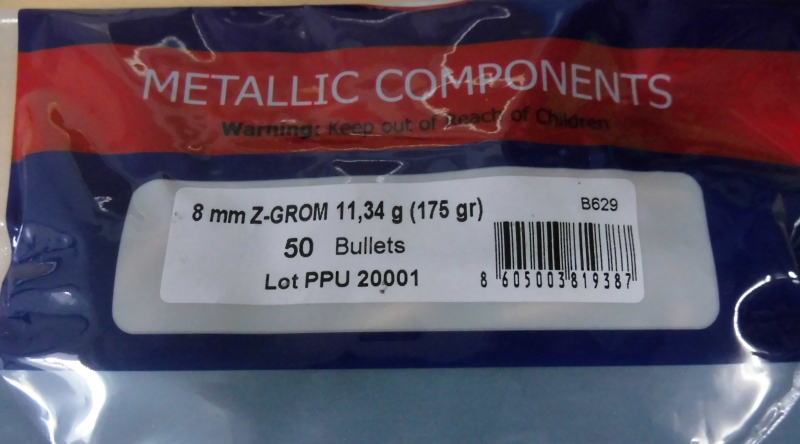 METALLIC COMPONENTS
Warning: Keep out of Reach of Children
8 mm Z-GROM 11,34 g (175 gr)
B629
50 Bullets
Lot PPU 20001
8 605003 819387